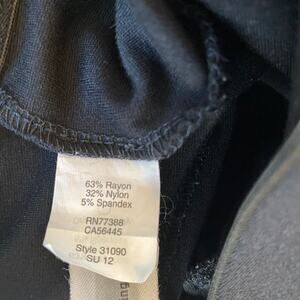 63% Rayon
32% Nylon
5% Spandex
RN77388
CA56445
Style 31090
SU 12